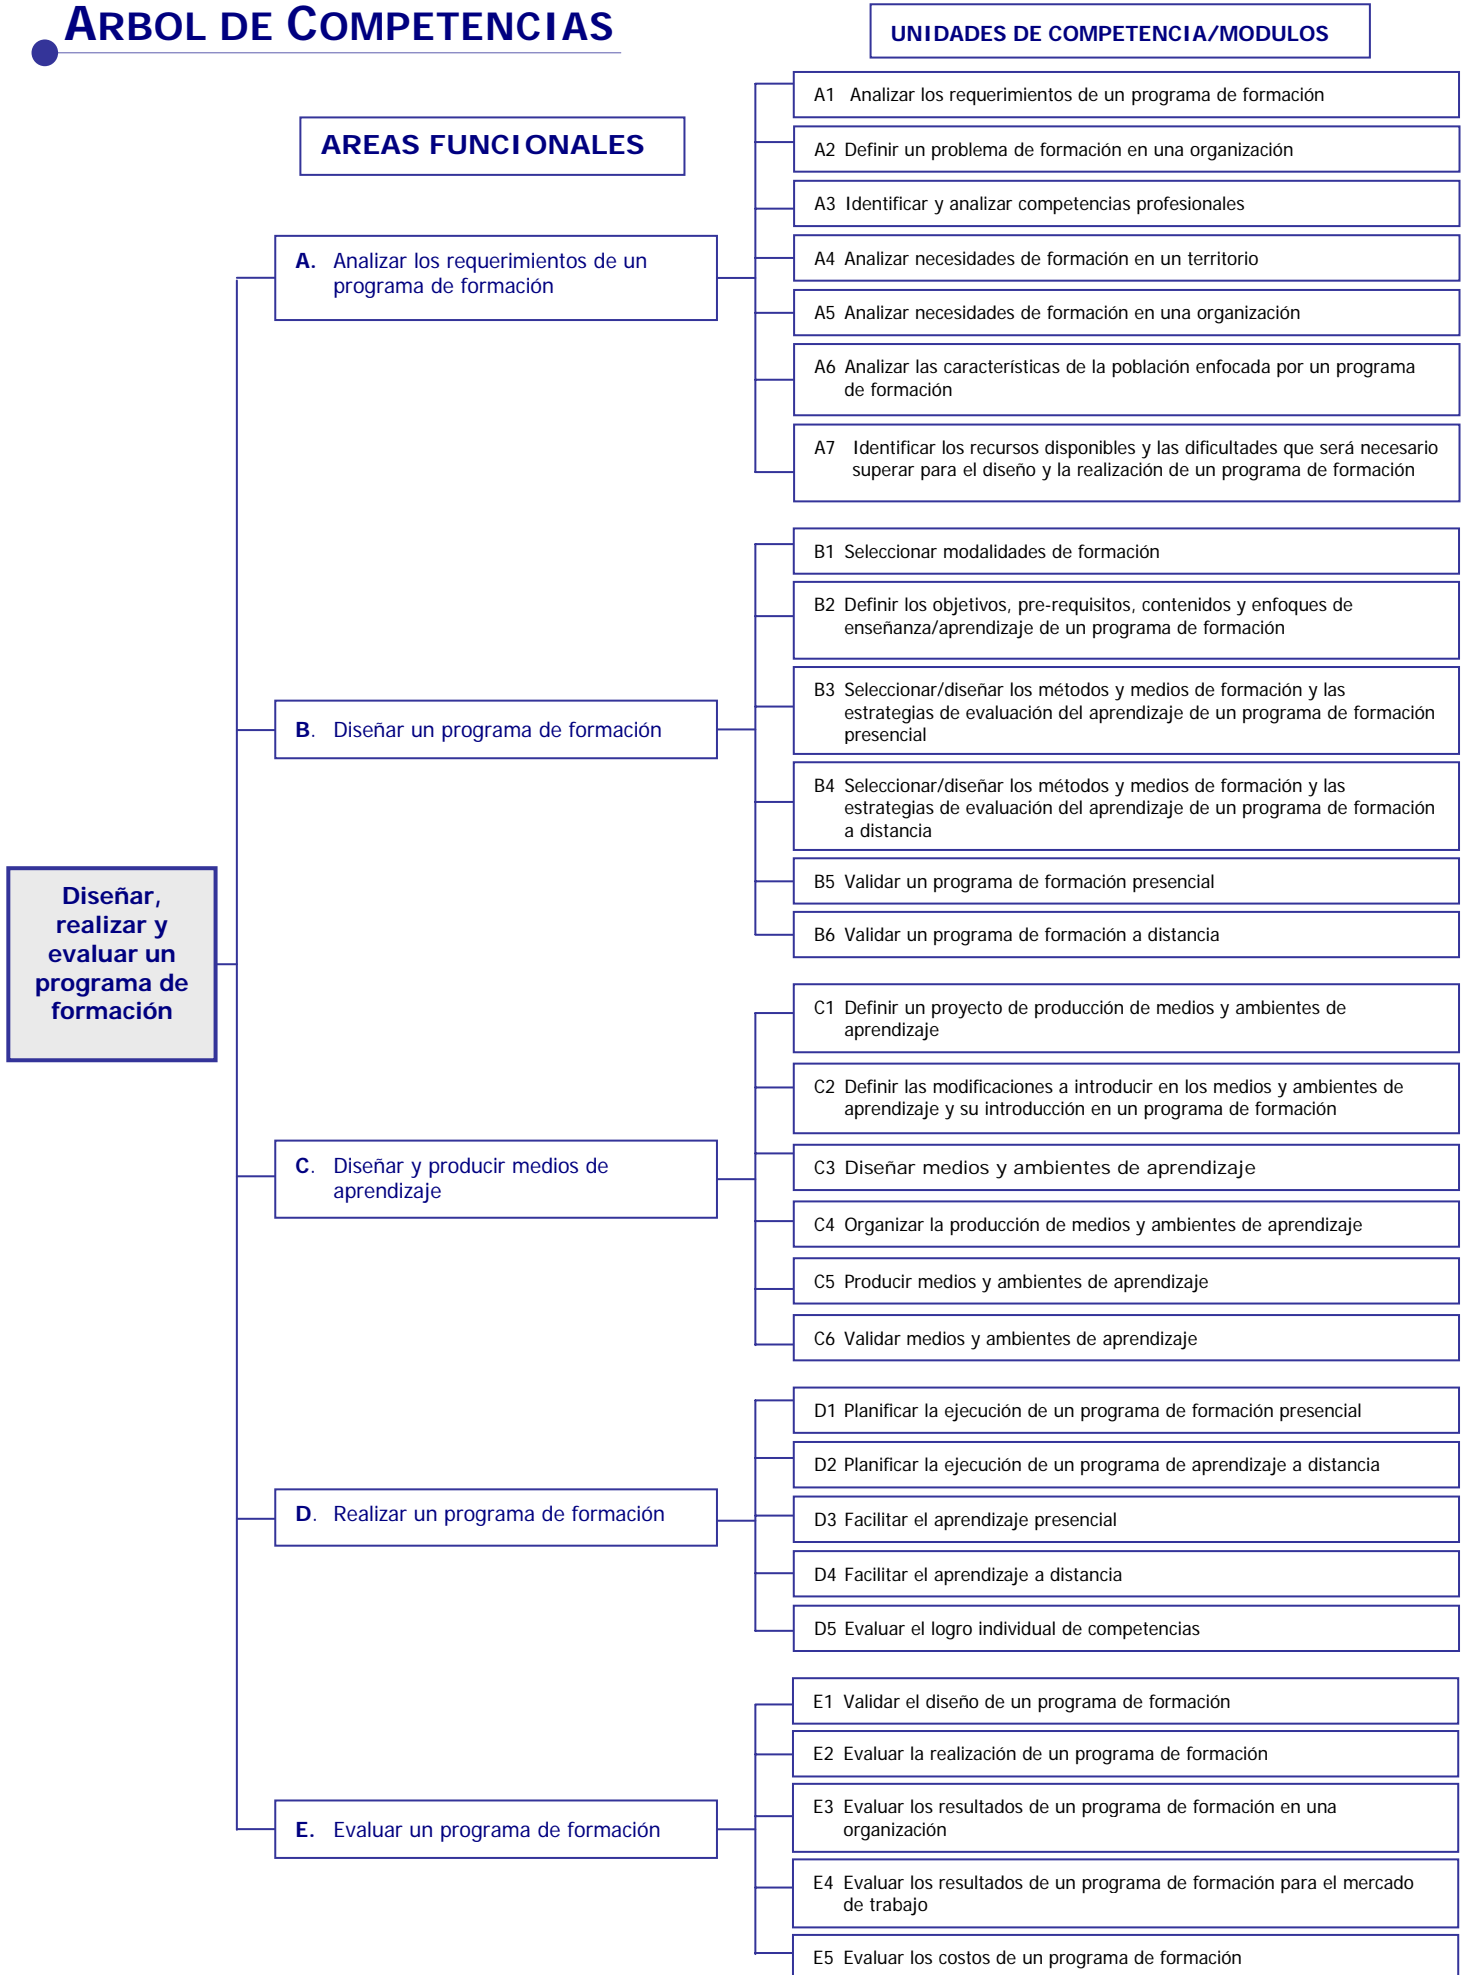 ARBOL DE COMPETENCIAS
UNIDADES DE COMPETENCIA/MODULOS
AREAS FUNCIONALES
Diseñar,
realizar y
evaluar un
programa de
formación
A. Analizar los requerimientos de un
programa de formación
A1 Analizar los requerimientos de un programa de formación
A2 Definir un problema de formación en una organización
A3 Identificar y analizar competencias profesionales
A4 Analizar necesidades de formación en un territorio
A5 Analizar necesidades de formación en una organización
A6 Analizar las característícas de la población enfocada por un programa
de formación
A7 Identificar los recursos disponibles y las dificultades que será necesario
superar para el diseño y la realización de un programa de formación
B. Diseñar un programa de formación
B1 Seleccionar modalidades de formación
B2 Definir los objetivos, pre-requisitos, contenidos y enfoques de
enseñanza/aprendizaje de un programa de formación
B3 Seleccionar/diseñar los métodos y medios de formación y las
estrategias de evaluación del aprendizaje de un programa de formación
presencial
B4 Seleccionar/diseñar los métodos y medios de formación y las
estrategias de evaluación del aprendizaje de un programa de formación
a distancia
B5 Validar un programa de formación presencial
B6 Validar un programa de formación a distancia
C. Diseñar y producir medios de
aprendizaje
C1 Definir un proyecto de producción de medios y ambientes de
aprendizaje
C2 Definir las modificaciones a introducir en los medios y ambientes de
aprendizaje y su introducción en un programa de formación
C3 Diseñar medios y ambientes de aprendizaje
C4 Organizar la producción de medios y ambientes de aprendizaje
C5 Producir medios y ambientes de aprendizaje
C6 Validar medios y ambientes de aprendizaje
D. Realizar un programa de formación
D1 Planificar la ejecución de un programa de formación presencial
D2 Planificar la ejecución de un programa de aprendizaje a distancia
D3 Facilitar el aprendizaje presencial
D4 Facilitar el aprendizaje a distancia
D5 Evaluar el logro individual de competencias
E. Evaluar un programa de formación
E1 Validar el diseño de un programa de formación
E2 Evaluar la realización de un programa de formación
E3 Evaluar los resultados de un programa de formación en una
organización
E4 Evaluar los resultados de un programa de formación para el mercado
de trabajo
E5 Evaluar los costos de un programa de formación